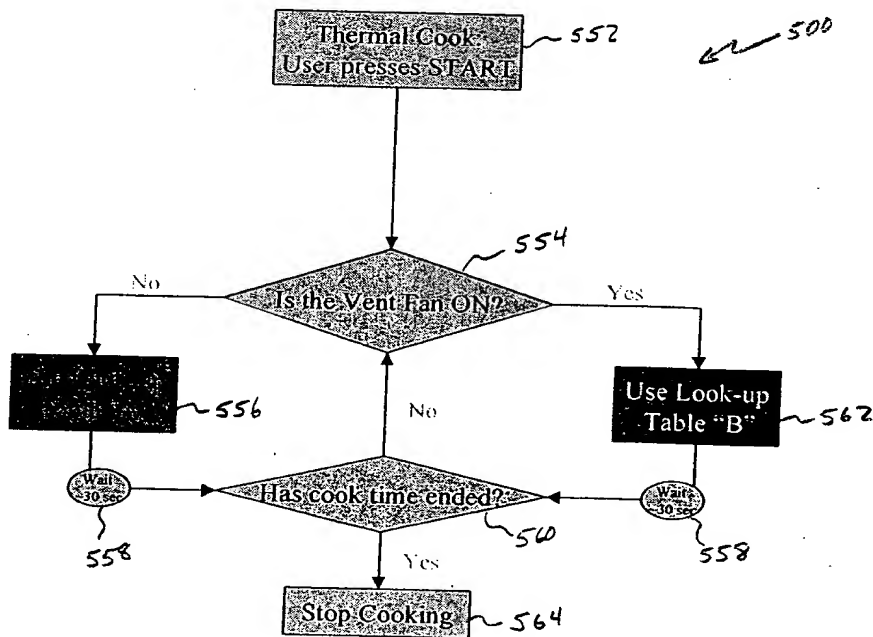 Thermal Cook:
User presses START
552
500
554
Is the Vent Fan ON?
No
Yes
556
Use Look-up
Table "B"
562
No
Wait
~30 sec
558
Has cook time ended?
560
Wait
~30 sec
558
Yes
Stop Cooking
564